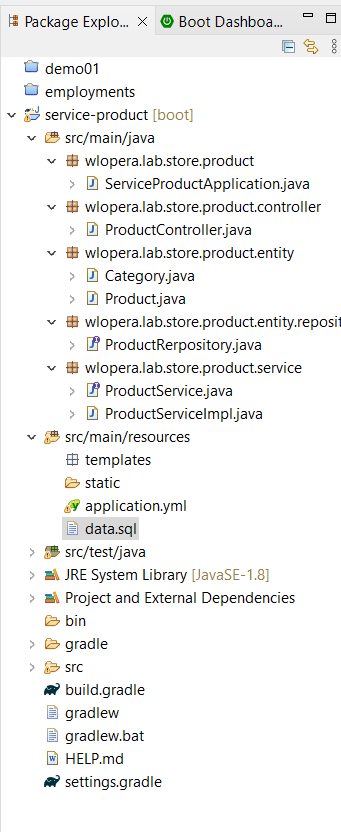 Package Explo...
Boot Dashboa...
demo01
employments
service-product [boot]
src/main/java
wlopera.lab.store.product
ServiceProductApplication.java
wlopera.lab.store.product.controller
ProductController.java
wlopera.lab.store.product.entity
Category.java
Product.java
wlopera.lab.store.product.entity.reposit
ProductRerpository.java
wlopera.lab.store.product.service
ProductService.java
ProductServiceImpl.java
src/main/resources
templates
static
application.yml
data.sql
src/test/java
JRE System Library [JavaSE-1.8]
Project and External Dependencies
bin
gradle
src
build.gradle
gradlew
gradlew.bat
HELP.md
settings.gradle